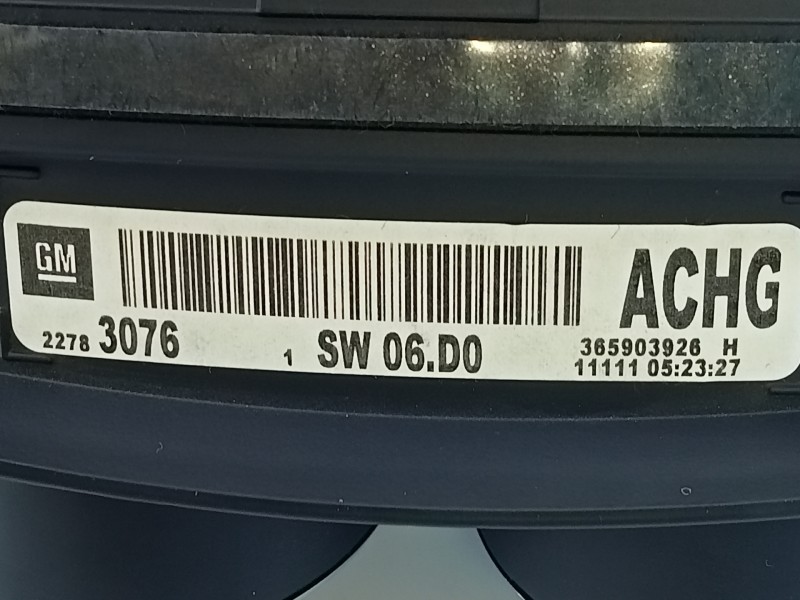 GM
ACHG
2278 3076 1 SW 06.D0 365903926 H
11111 05:23:27